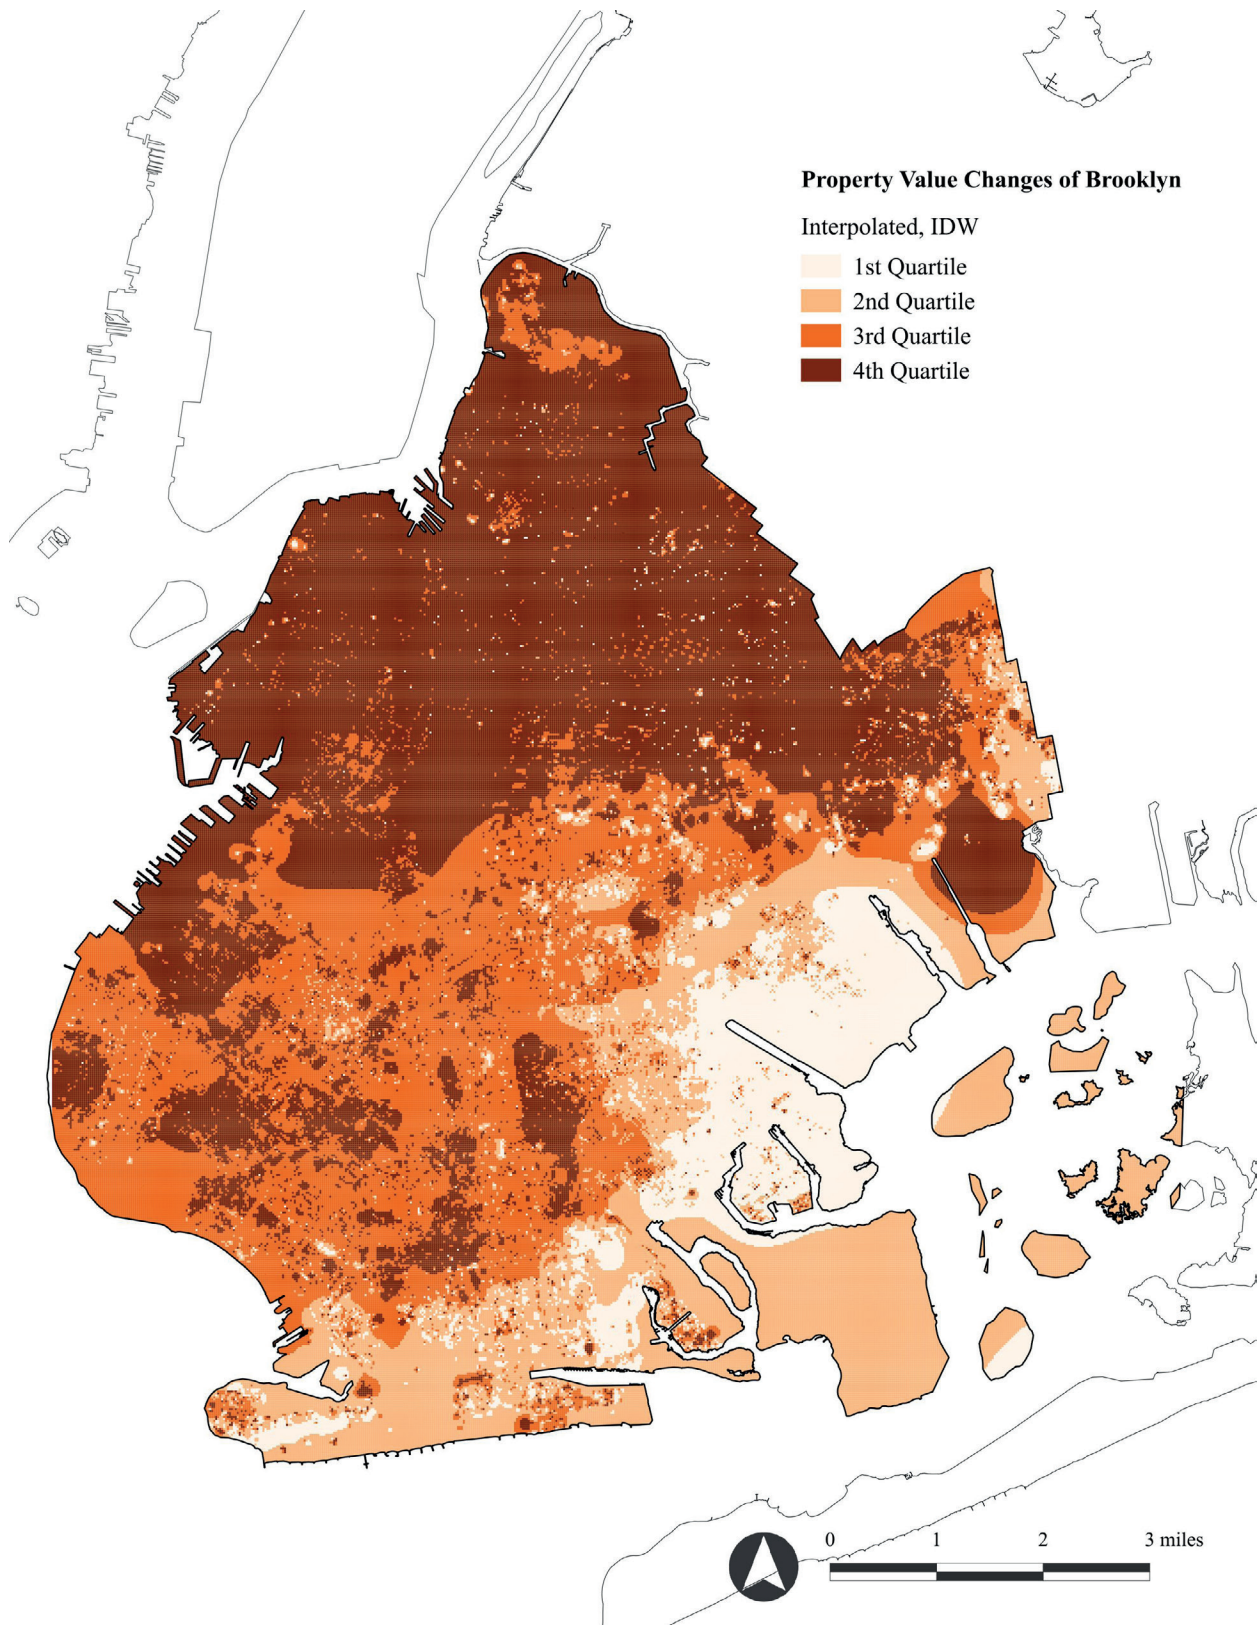 Property Value Changes of Brooklyn
Interpolated, IDW
1st Quartile
2nd Quartile
3rd Quartile
4th Quartile
0 1 2 3 miles